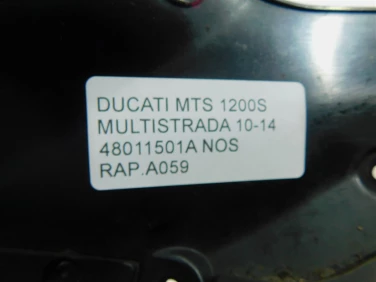 DUCATI MTS 1200S
MULTISTRADA 10-14
48011501A NOS
RAP.A059